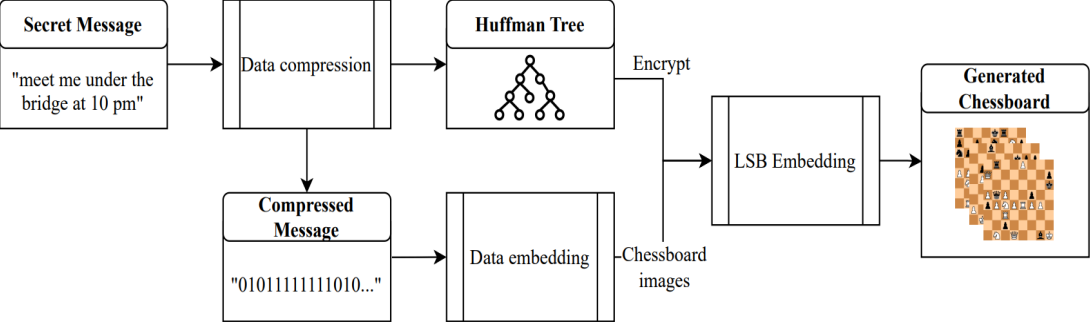 Secret Message
"meet me under the
bridge at 10 pm"
Data compression
Huffman Tree
Encrypt
Compressed
Message
"01011111111010..."
Data embedding
Chessboard
images
LSB Embedding
Generated
Chessboard